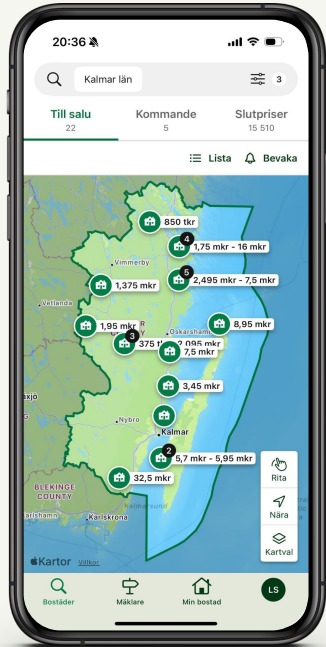 20:36
Kalmar län
3
Till salu
22
Kommande
5
Slutpriser
15 510
Lista
Bevaka
850 tkr
4
1,75 mkr - 16 mkr
Vimmerby
5
2,495 mkr - 7,5 mkr
1,375 mkr
Vetlanda
1,95 mkr
8,95 mkr
Oskarsham
3
375 t
2,095 mkr
7,5 mkr
3,45 mkr
Nybro
Kalmar
2
5,7 mkr - 5,95 mkr
32,5 mkr
BLEKINGE
COUNTY
Karlskrona
Kalmarsund
Rita
Nära
Kartval
Kartor
Villkor
Bostäder
Mäklare
Min bostad
LS